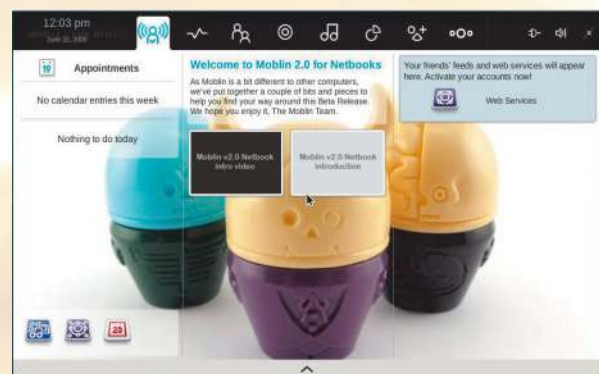 12:03 pm
June 22, 2009
19
Appointments
No calendar entries this week
Nothing to do today
Welcome to Moblin 2.0 for Netbooks
As Moblin is a bit different to other computers,
we've put together a couple of bits and pieces to
help you find your way around this Beta Release.
We hope you enjoy it, The Moblin Team.
Moblin v2.0 Netbook
intro video
Moblin v2.0 Netbook
Introduction
Your friends' feeds and web services will appear
here. Activate your accounts now!
Web Services